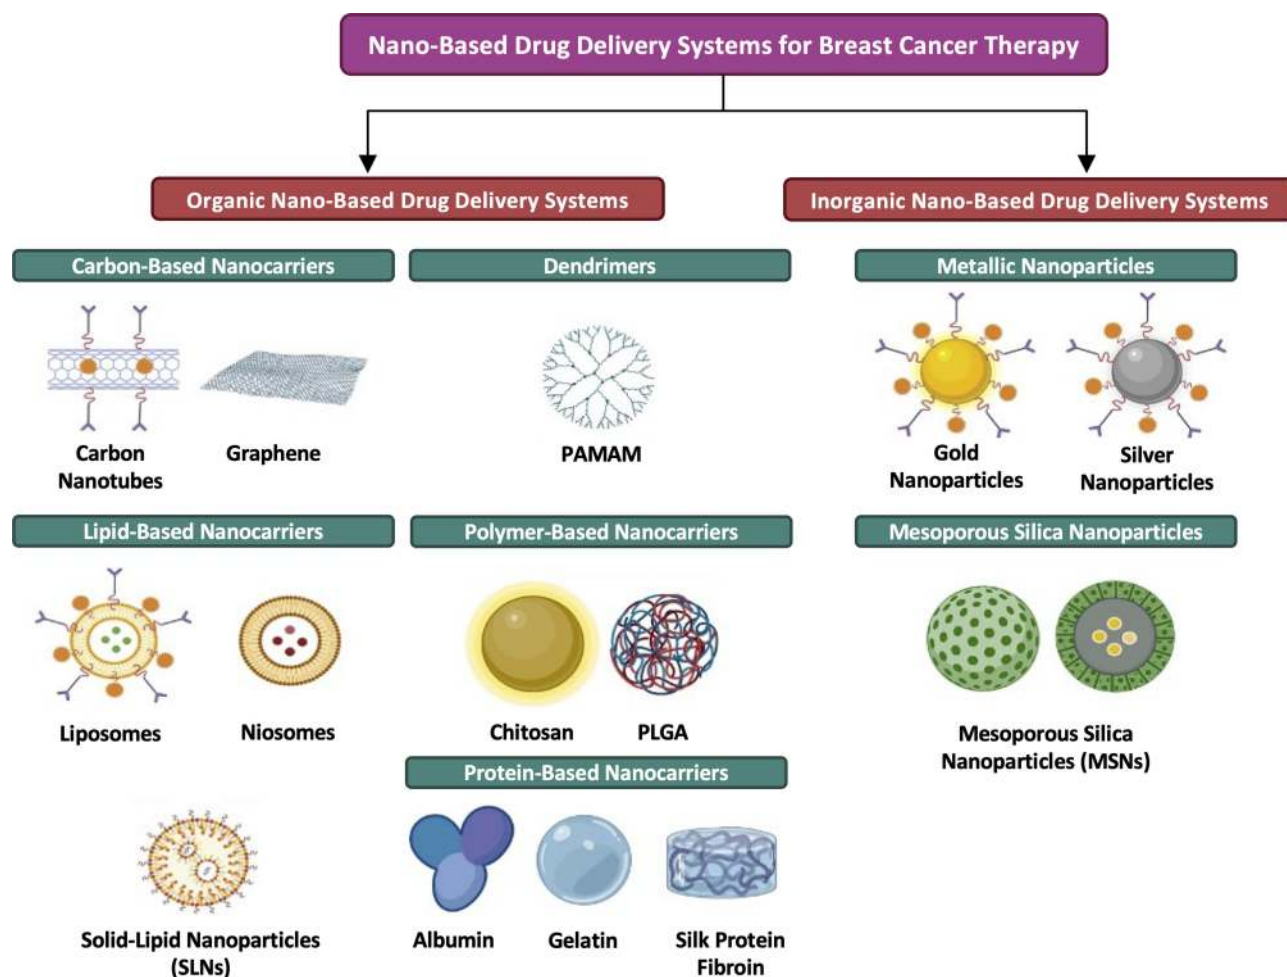 Nano-Based Drug Delivery Systems for Breast Cancer Therapy
Organic Nano-Based Drug Delivery Systems
Inorganic Nano-Based Drug Delivery Systems
Carbon-Based Nanocarriers
Dendrimers
Metallic Nanoparticles
Carbon
Nanotubes
Graphene
PAMAM
Gold
Nanoparticles
Silver
Nanoparticles
Lipid-Based Nanocarriers
Polymer-Based Nanocarriers
Mesoporous Silica Nanoparticles
Liposomes
Niosomes
Chitosan
PLGA
Mesoporous Silica
Nanoparticles (MSNs)
Protein-Based Nanocarriers
Solid-Lipid Nanoparticles
(SLNs)
Albumin
Gelatin
Silk Protein
Fibroin